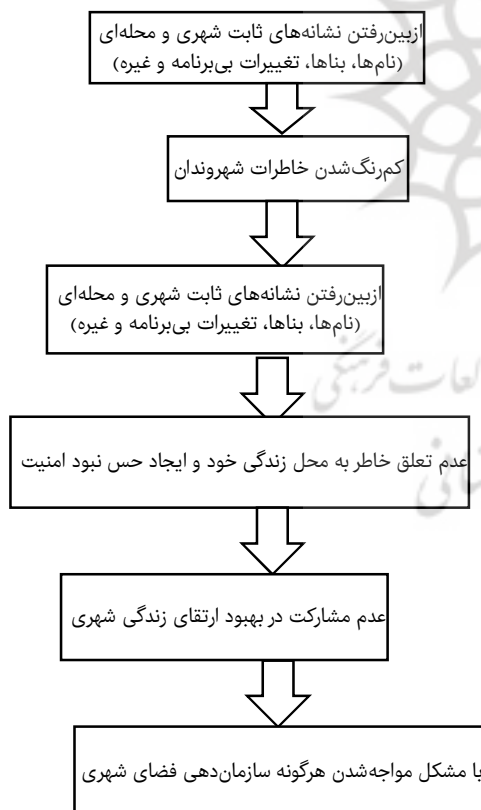 ازبین‌رفتن نشانه‌های ثابت شهری و محله‌ای
(نام‌ها، بناها، تغییرات بی‌برنامه و غیره)
کم‌رنگ‌شدن خاطرات شهروندان
ازبین‌رفتن نشانه‌های ثابت شهری و محله‌ای
(نام‌ها، بناها، تغییرات بی‌برنامه و غیره)
عدم تعلق خاطر به محل زندگی خود و ایجاد حس نبود امنیت
عدم مشارکت در بهبود ارتقای زندگی شهری
با مشکل مواجه‌شدن هرگونه سازمان‌دهی فضای شهری